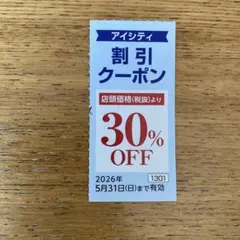 アイシティ
割引
クーポン
店頭価格(税抜)より
30%
OFF
2026年 1301
5月31日(日)まで有効